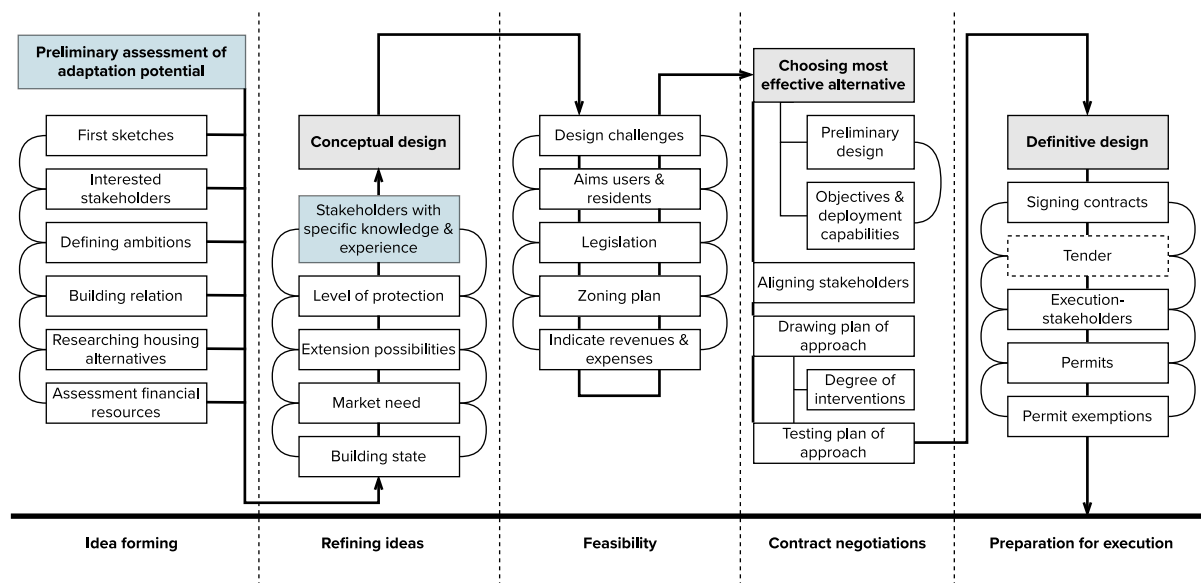 Preliminary assessment of
adaptation potential
First sketches
Interested
stakeholders
Defining ambitions
Building relation
Researching housing
alternatives
Assessment financial
resources
Conceptual design
Stakeholders with
specific knowledge &
experience
Level of protection
Extension possibilities
Market need
Building state
Design challenges
Aims users &
residents
Legislation
Zoning plan
Indicate revenues &
expenses
Choosing most
effective alternative
Preliminary
design
Objectives &
deployment
capabilities
Aligning stakeholders
Drawing plan of
approach
Degree of
interventions
Testing plan of
approach
Definitive design
Signing contracts
Tender
Execution-
stakeholders
Permits
Permit exemptions
Idea forming
Refining ideas
Feasibility
Contract negotiations
Preparation for execution